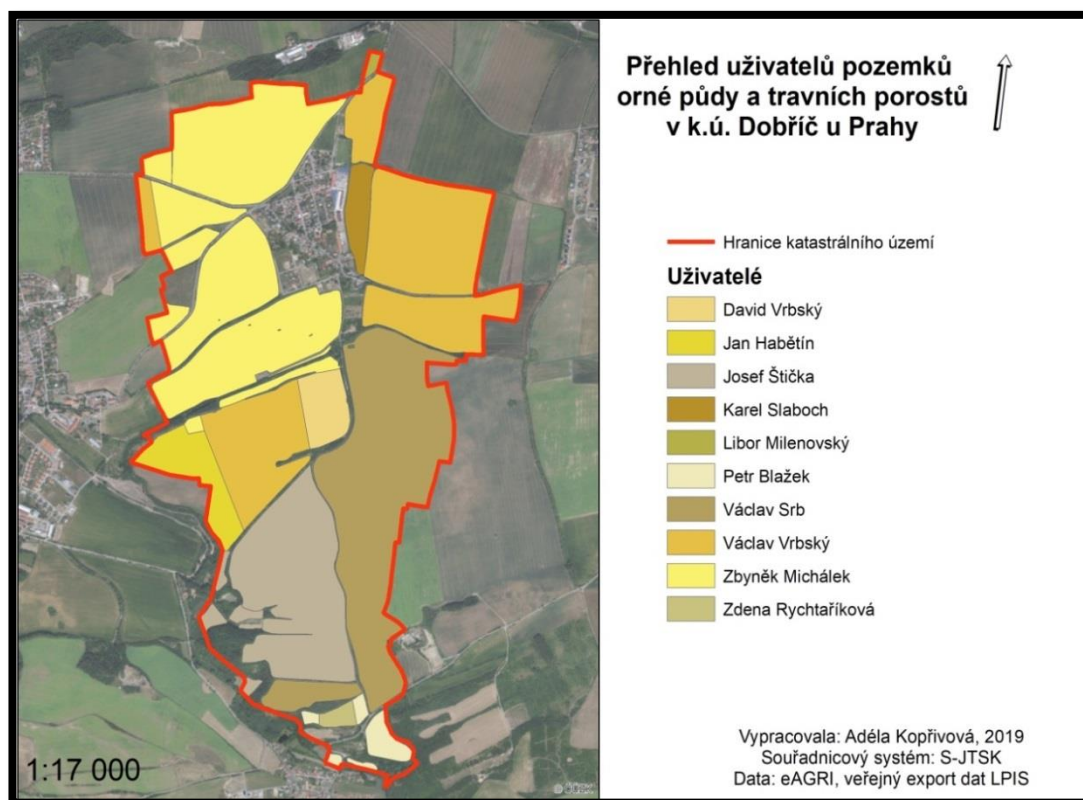 Přehled uživatelů pozemků
orné půdy a travních porostů
v k.ú. Dobříč u Prahy
Hranice katastrálního území
Uživatelé
David Vrbský
Jan Habětín
Josef Štička
Karel Slaboch
Libor Milenovský
Petr Blažek
Václav Srb
Václav Vrbský
Zbyněk Michálek
Zdena Rychtaříková
1:17 000
Vypracovala: Adéla Kopřivová, 2019
Souřadnicový systém: S-JTSK
Data: eAGRI, veřejný export dat LPIS